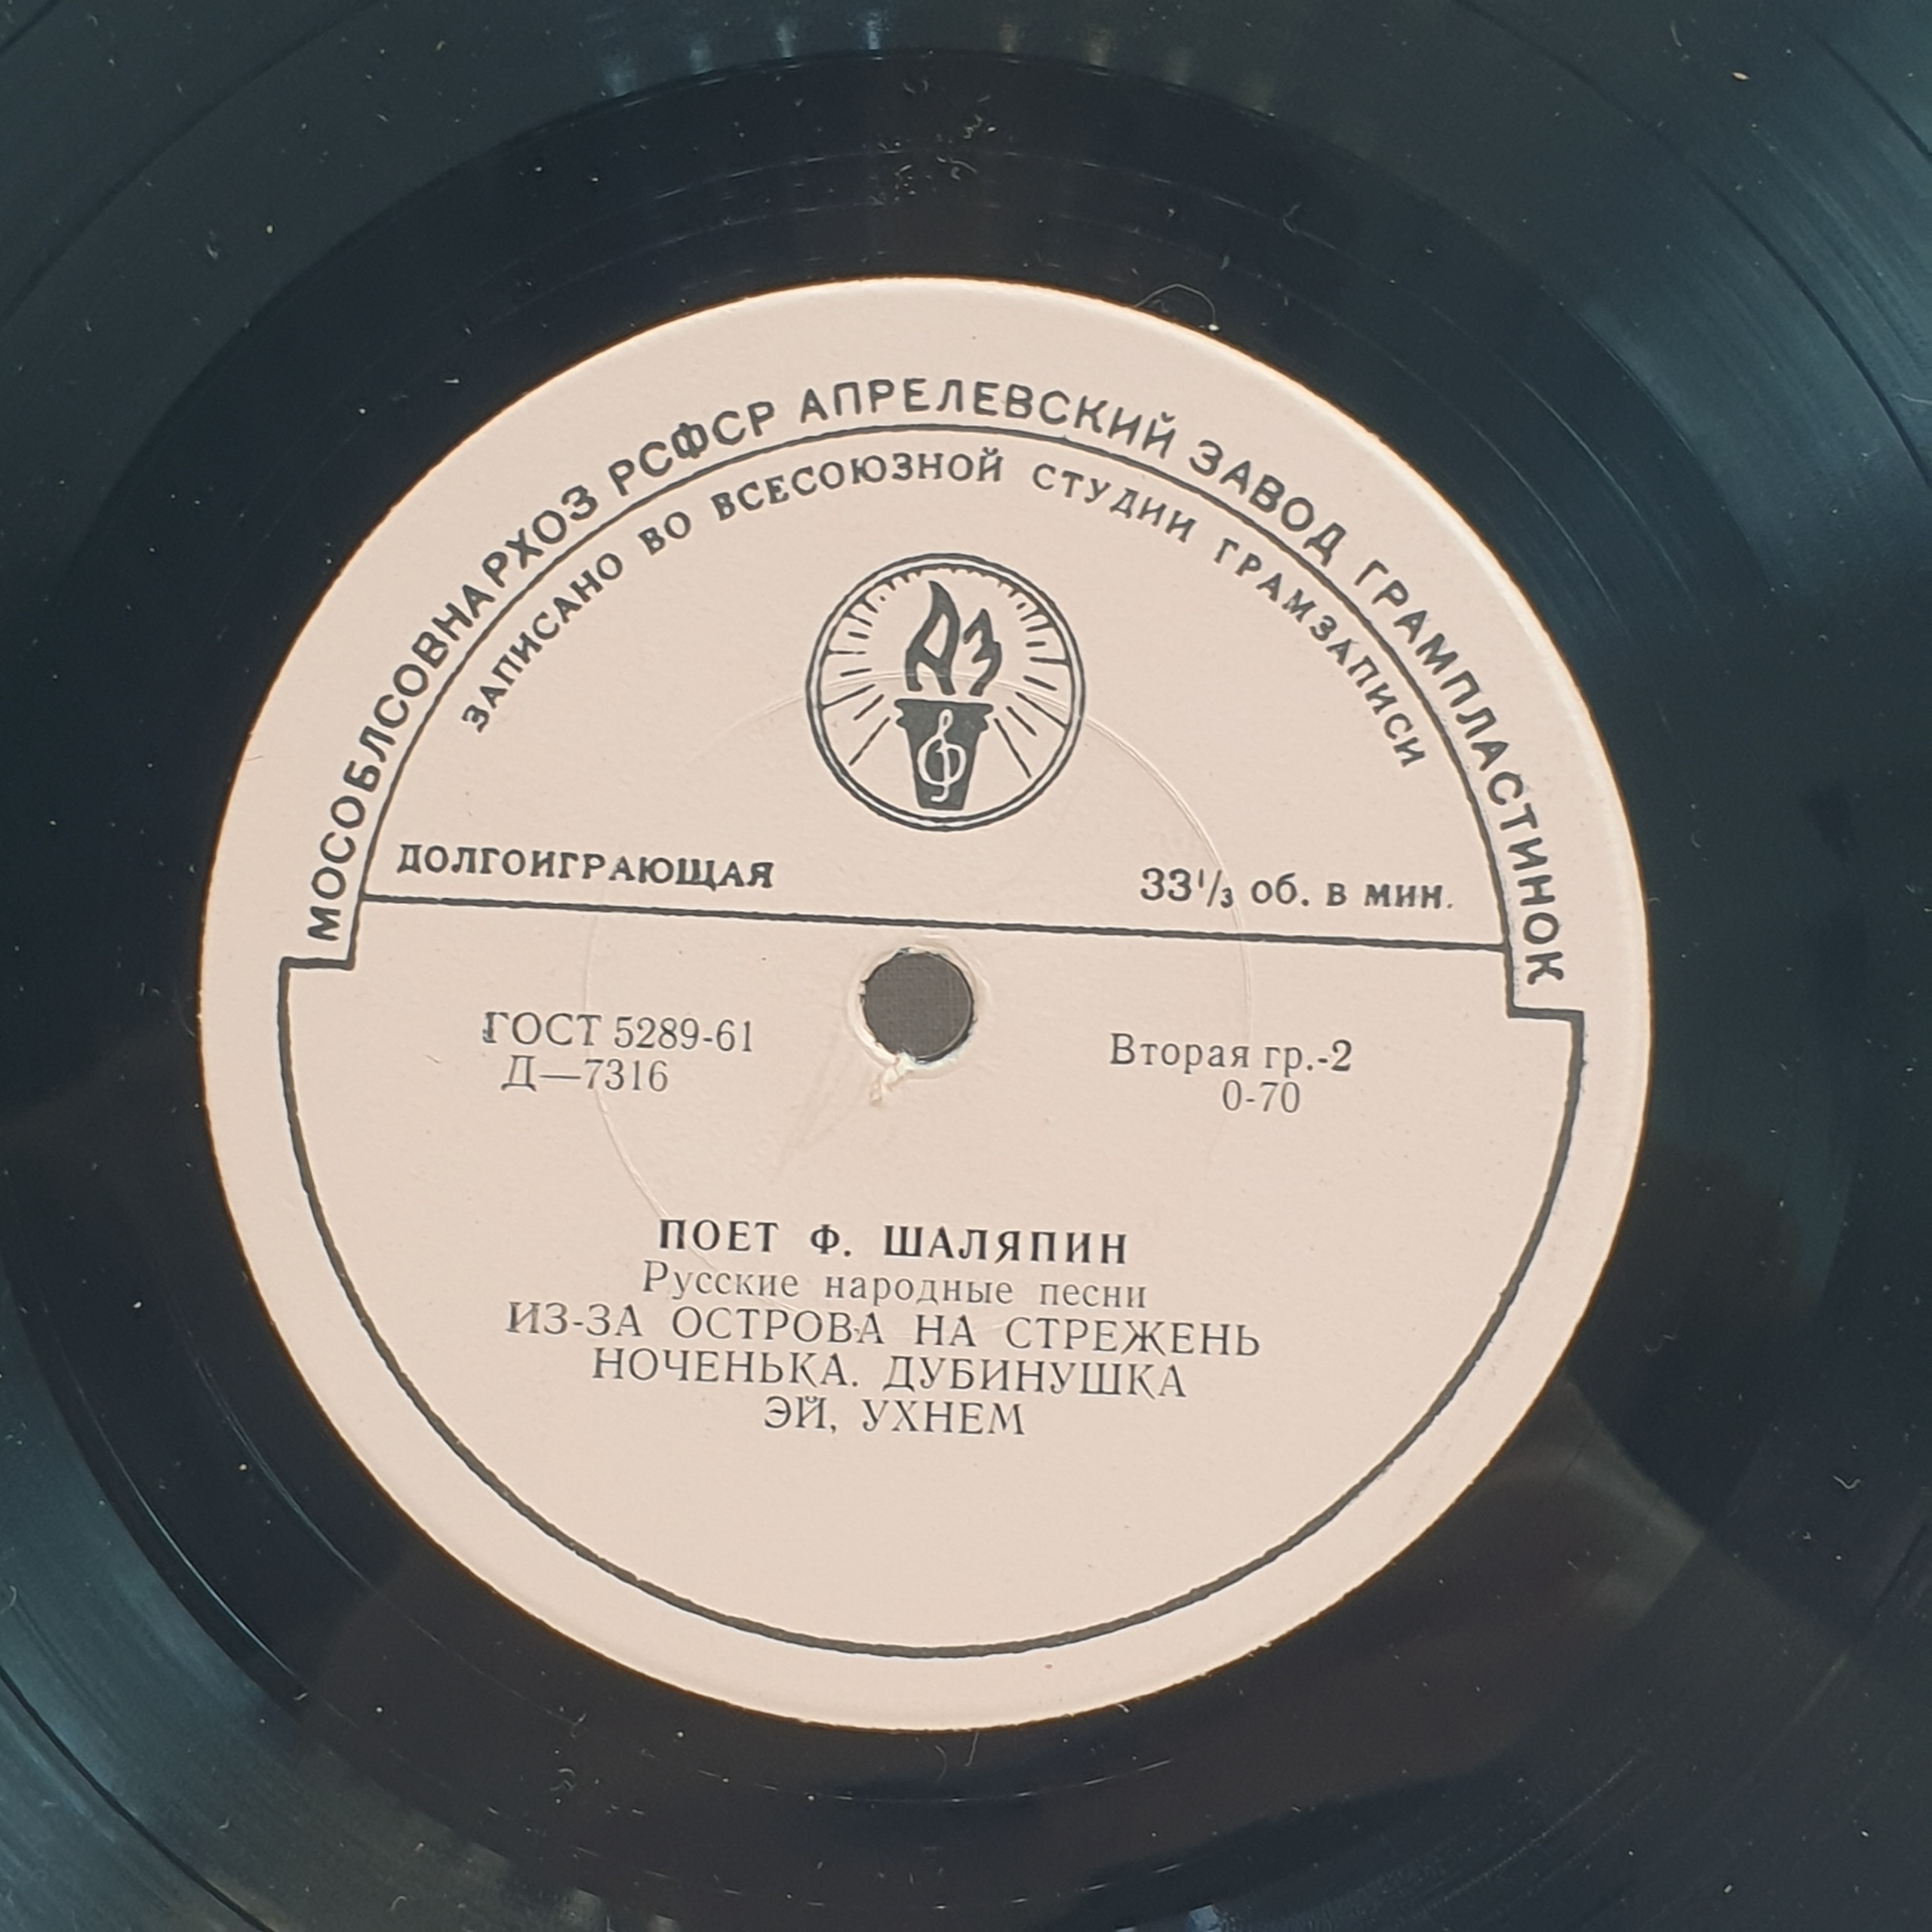 МОСОБЛСОВНАРХОЗ РСФСР АПРЕЛЕВСКИЙ ЗАВОД ГРАМПЛАСТИНОК
ЗАПИСАНО ВО ВСЕСОЮЗНОЙ СТУДИИ ГРАМЗАПИСИ
АЗ
ДОЛГОИГРАЮЩАЯ 33⅓ об. в мин.
ГОСТ 5289-61 Вторая гр.-2
Д—7316 0-70
ПОЕТ Ф. ШАЛЯПИН
Русские народные песни
ИЗ-ЗА ОСТРОВА НА СТРЕЖЕНЬ
НОЧЕНЬКА. ДУБИНУШКА
ЭЙ, УХНЕМ